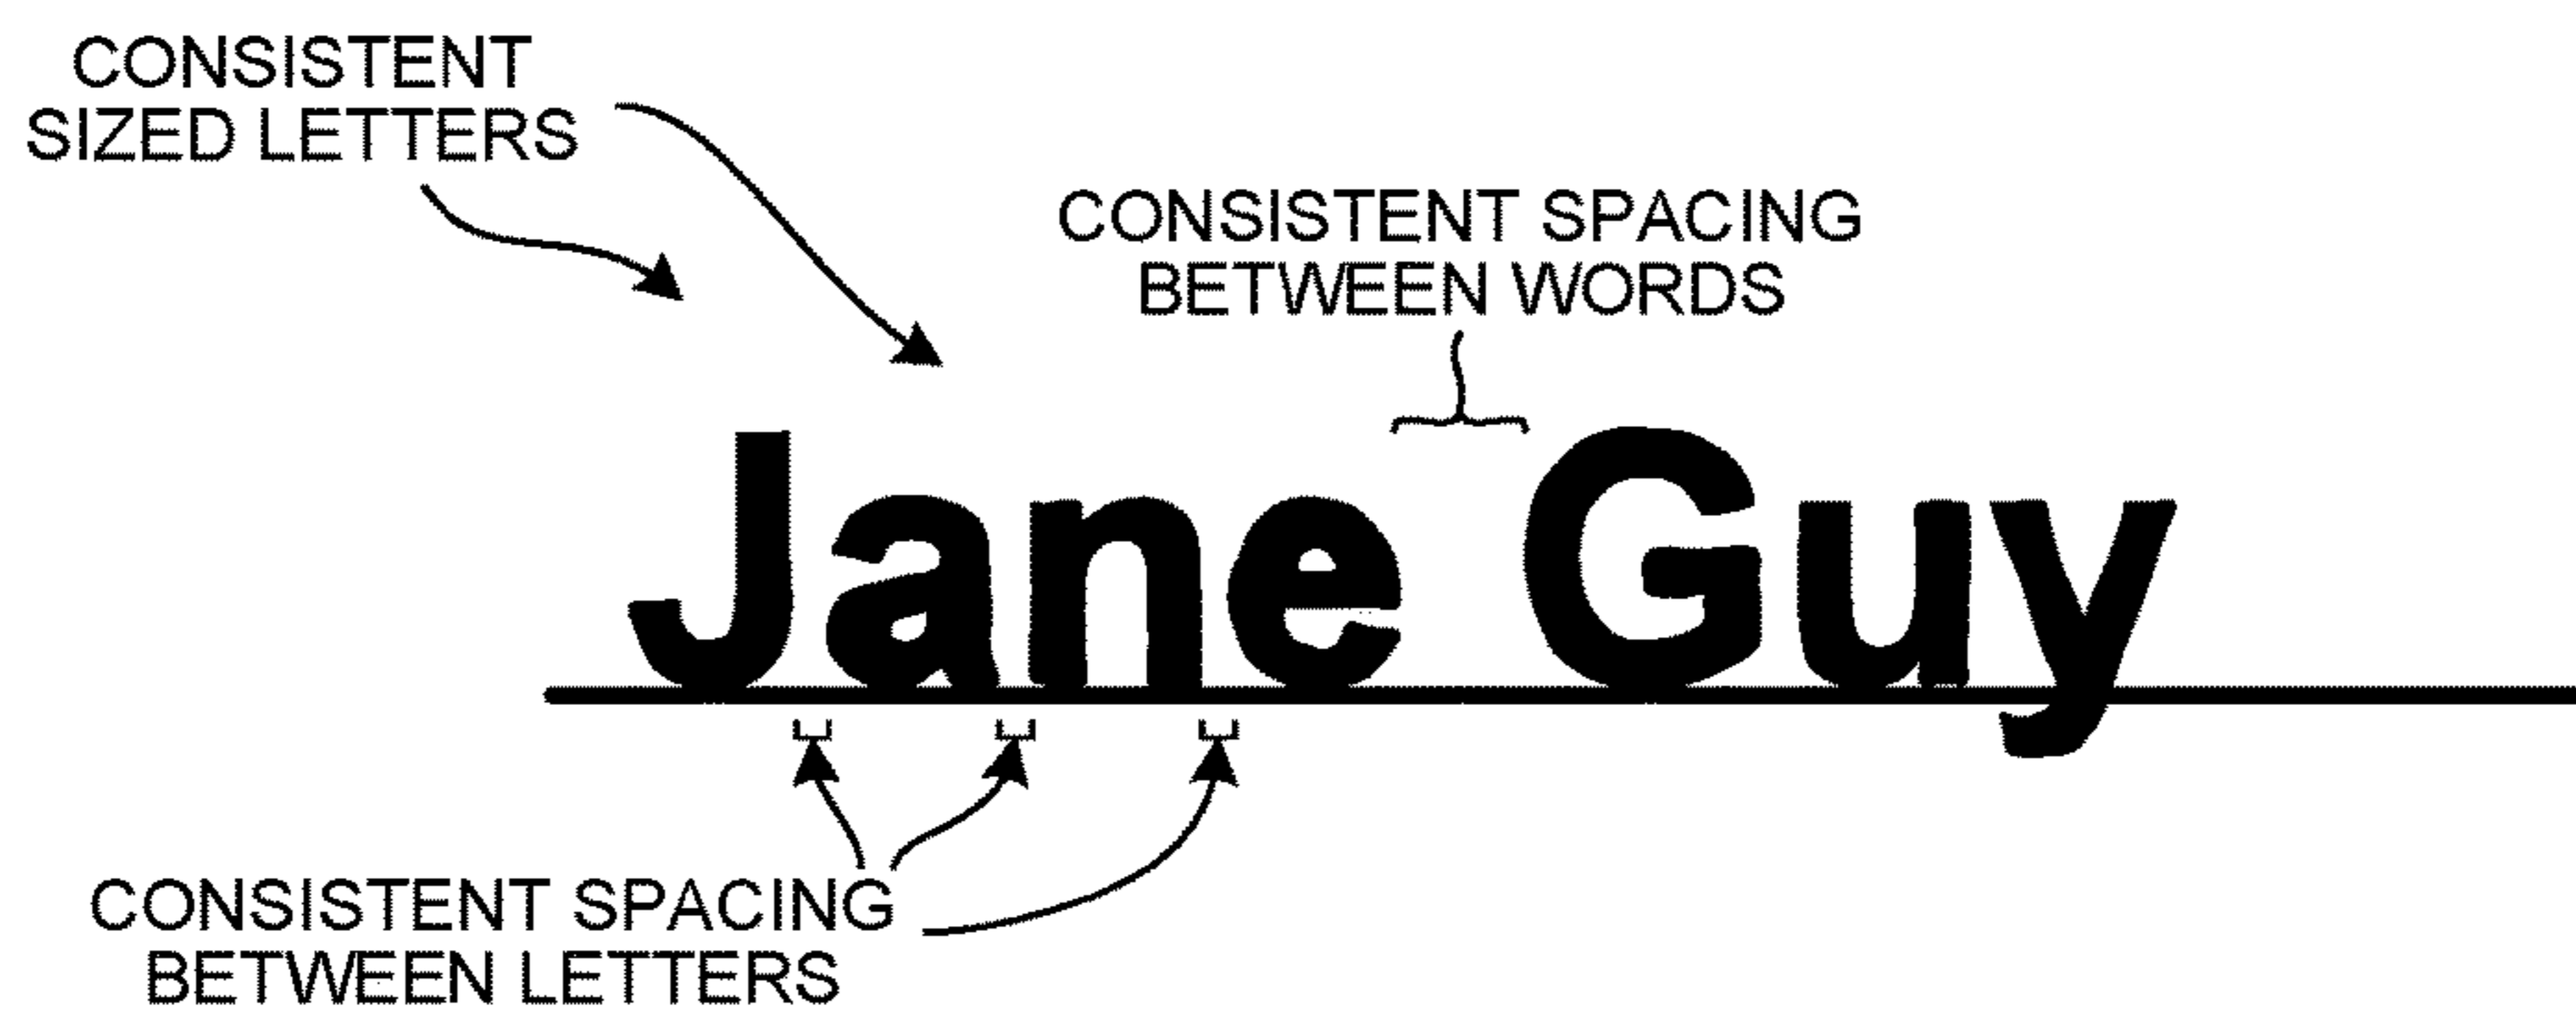 CONSISTENT
SIZED LETTERS
CONSISTENT SPACING
BETWEEN WORDS
Jane Guy
CONSISTENT SPACING
BETWEEN LETTERS